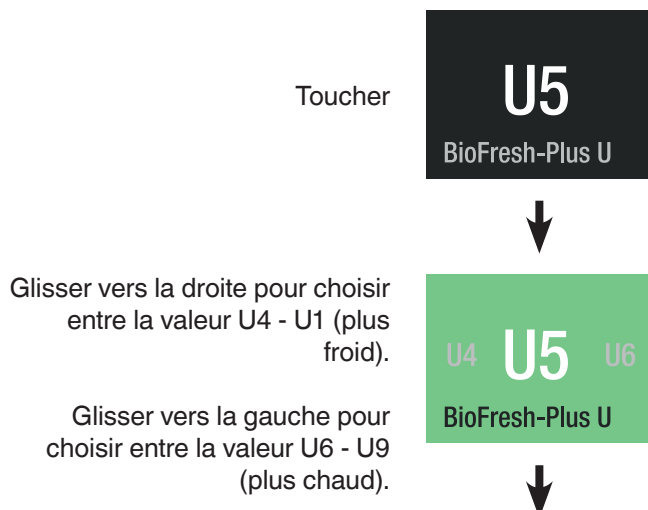 Toucher
U5
BioFresh-Plus U
Glisser vers la droite pour choisir
entre la valeur U4 - U1 (plus
froid).
U4 U5 U6
BioFresh-Plus U
Glisser vers la gauche pour
choisir entre la valeur U6 - U9
(plus chaud).